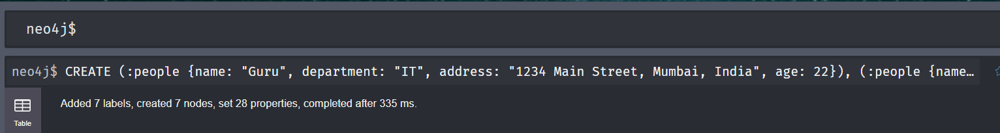 neo4j$
neo4j$ CREATE (:people {name: "Guru", department: "IT", address: "1234 Main Street, Mumbai, India", age: 22}), (:people {name…
Added 7 labels, created 7 nodes, set 28 properties, completed after 335 ms.
Table